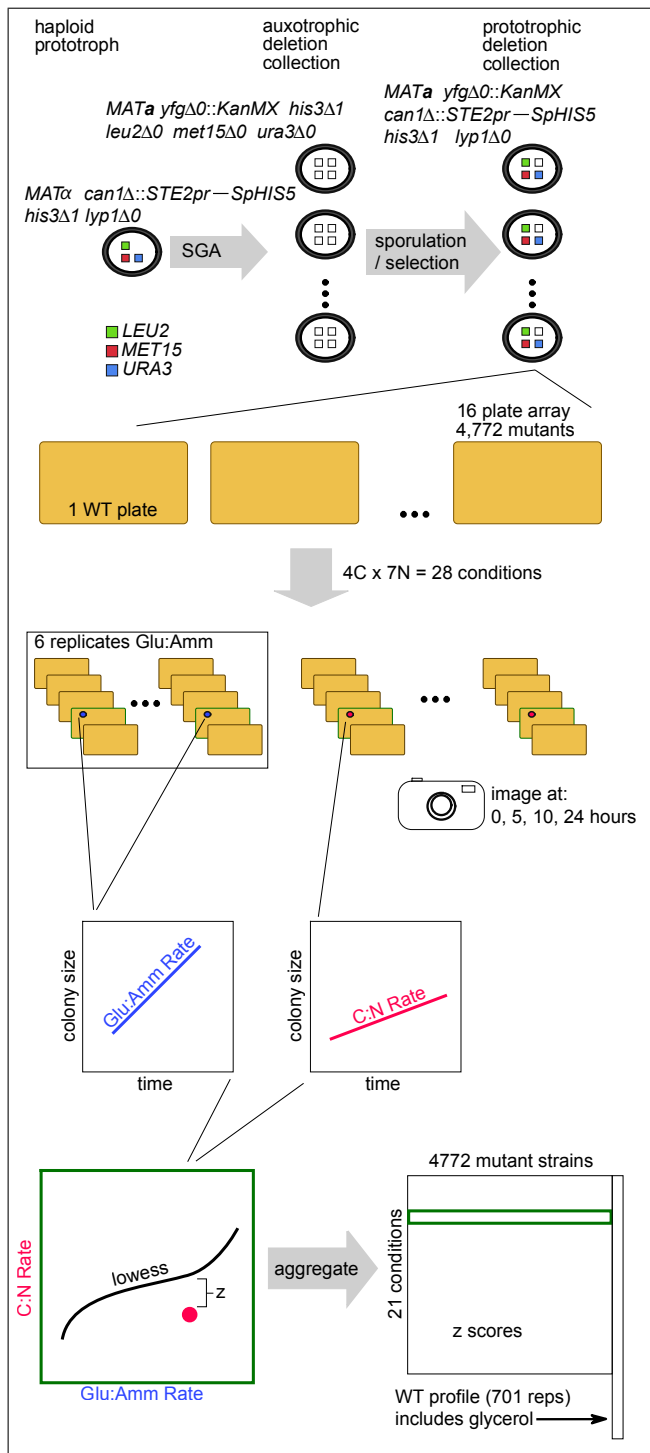 haploid
prototroph
auxotrophic
deletion
collection
prototrophic
deletion
collection
MATa yfgΔ0::KanMX his3Δ1
leu2Δ0 met15Δ0 ura3Δ0
MATa yfgΔ0::KanMX
can1Δ::STE2pr—SpHIS5
his3Δ1 lyp1Δ0
MATα can1Δ::STE2pr—SpHIS5
his3Δ1 lyp1Δ0
SGA
sporulation
/ selection
LEU2
MET15
URA3
16 plate array
4,772 mutants
1 WT plate
4C x 7N = 28 conditions
6 replicates Glu:Amm
image at:
0, 5, 10, 24 hours
colony size
Glu:Amm Rate
time
colony size
C:N Rate
time
C:N Rate
lowess
z
Glu:Amm Rate
aggregate
4772 mutant strains
21 conditions
z scores
WT profile (701 reps)
includes glycerol